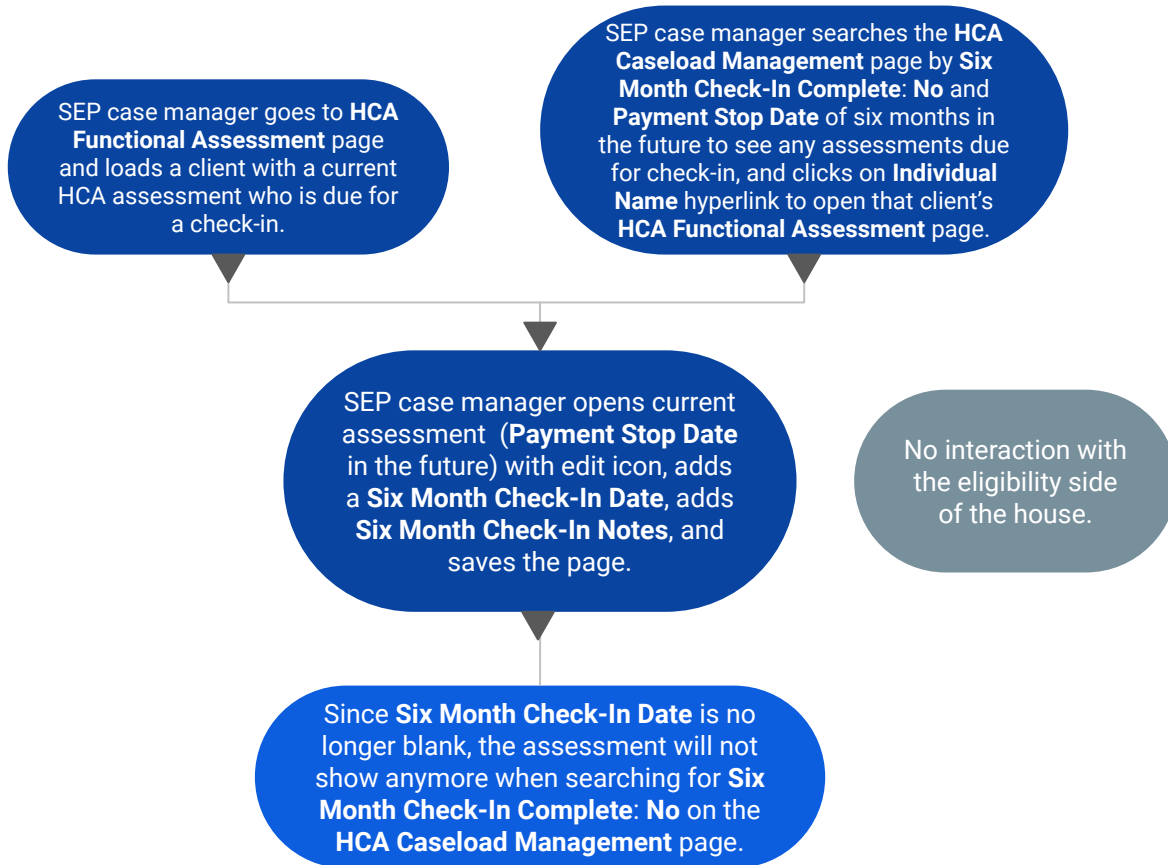 SEP case manager goes to HCA
Functional Assessment page
and loads a client with a current
HCA assessment who is due for
a check-in.
SEP case manager searches the HCA
Caseload Management page by Six
Month Check-In Complete: No and
Payment Stop Date of six months in
the future to see any assessments due
for check-in, and clicks on Individual
Name hyperlink to open that client's
HCA Functional Assessment page.
SEP case manager opens current
assessment (Payment Stop Date
in the future) with edit icon, adds
a Six Month Check-In Date, adds
Six Month Check-In Notes, and
saves the page.
No interaction with
the eligibility side
of the house.
Since Six Month Check-In Date is no
longer blank, the assessment will not
show anymore when searching for Six
Month Check-In Complete: No on the
HCA Caseload Management page.